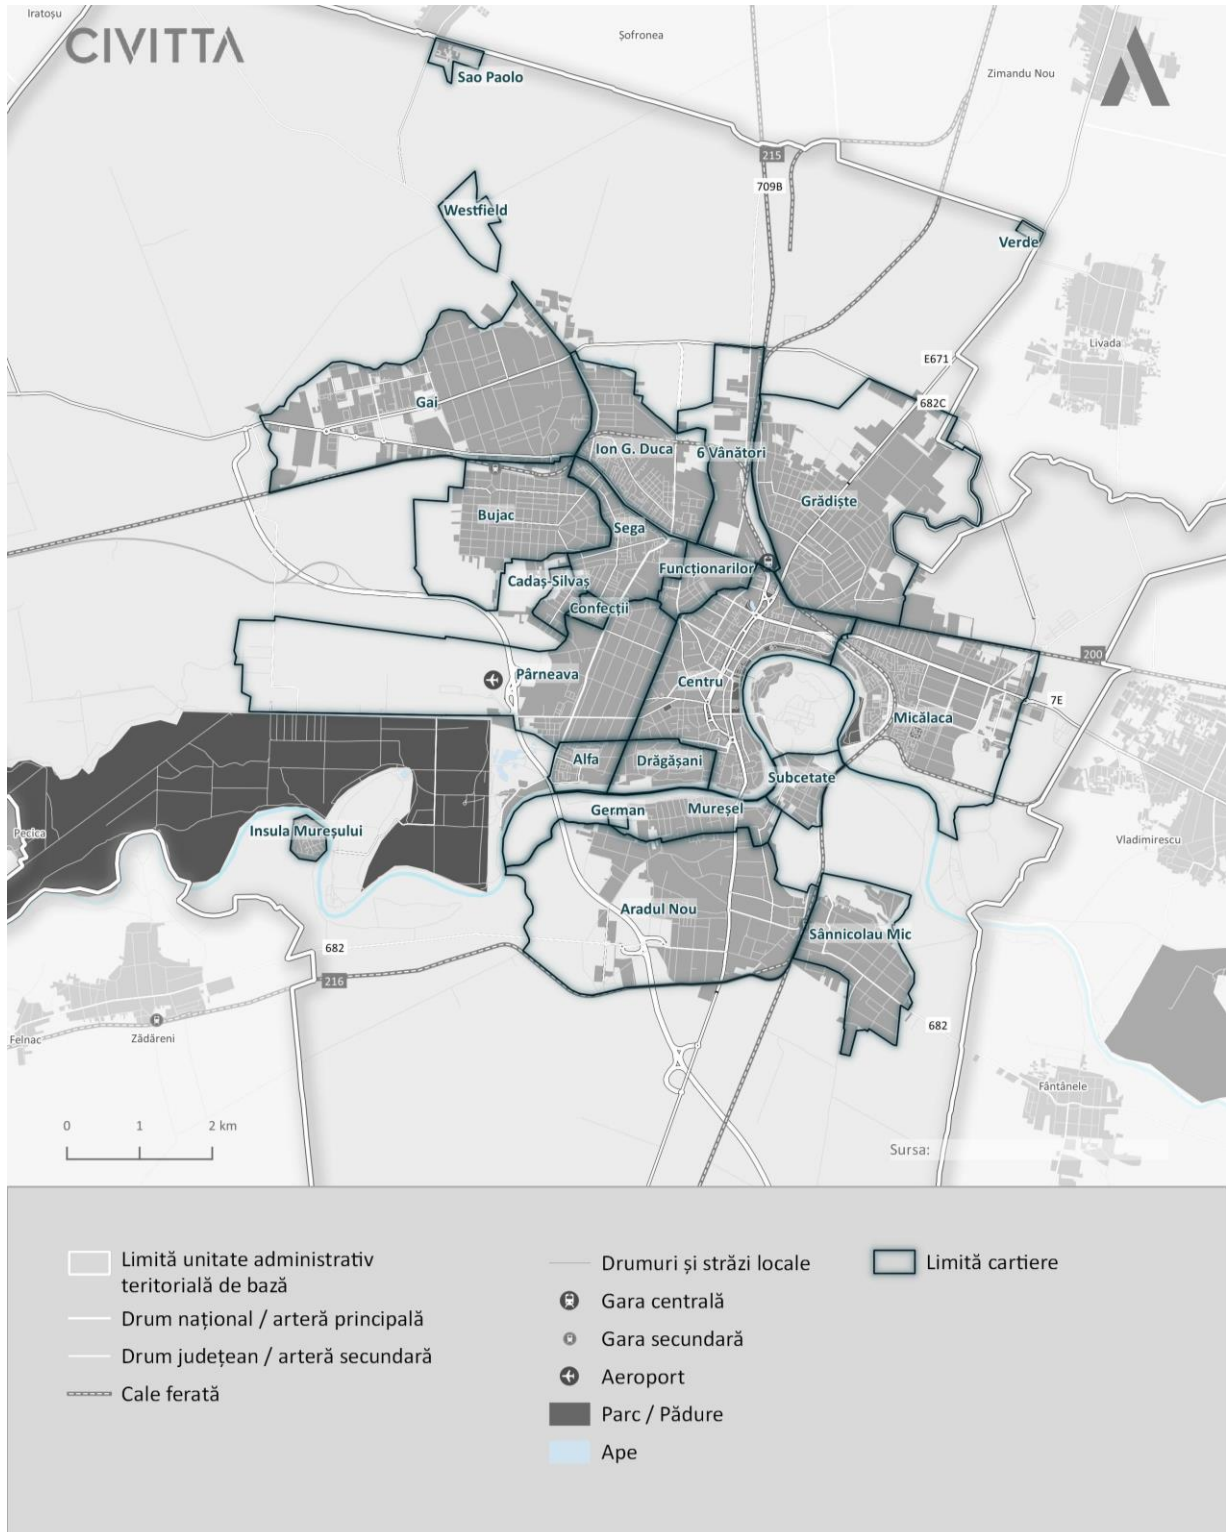 Iratoșu
CIVITTA
Șofronea
Sao Paolo
Zimandu Nou
215
709B
Westfield
Verde
Livada
E671
682C
Gai
Ion G. Duca
6 Vânători
Grădiște
Bujac
Sega
Funcționarilor
Cadaș-Silvaș
Confecții
200
Pârneava
Centru
7E
Micălaca
Alfa
Drăgășani
Subcetate
German
Mureșel
Insula Mureșului
Pecica
Vladimirescu
Aradul Nou
Sânnicolau Mic
682
216
682
Felnac
Zădăreni
Fântânele
0 1 2 km
Sursa:
Limită unitate administrativ
teritorială de bază
Drum național / arteră principală
Drum județean / arteră secundară
Cale ferată
Drumuri și străzi locale
Gara centrală
Gara secundară
Aeroport
Parc / Pădure
Ape
Limită cartiere